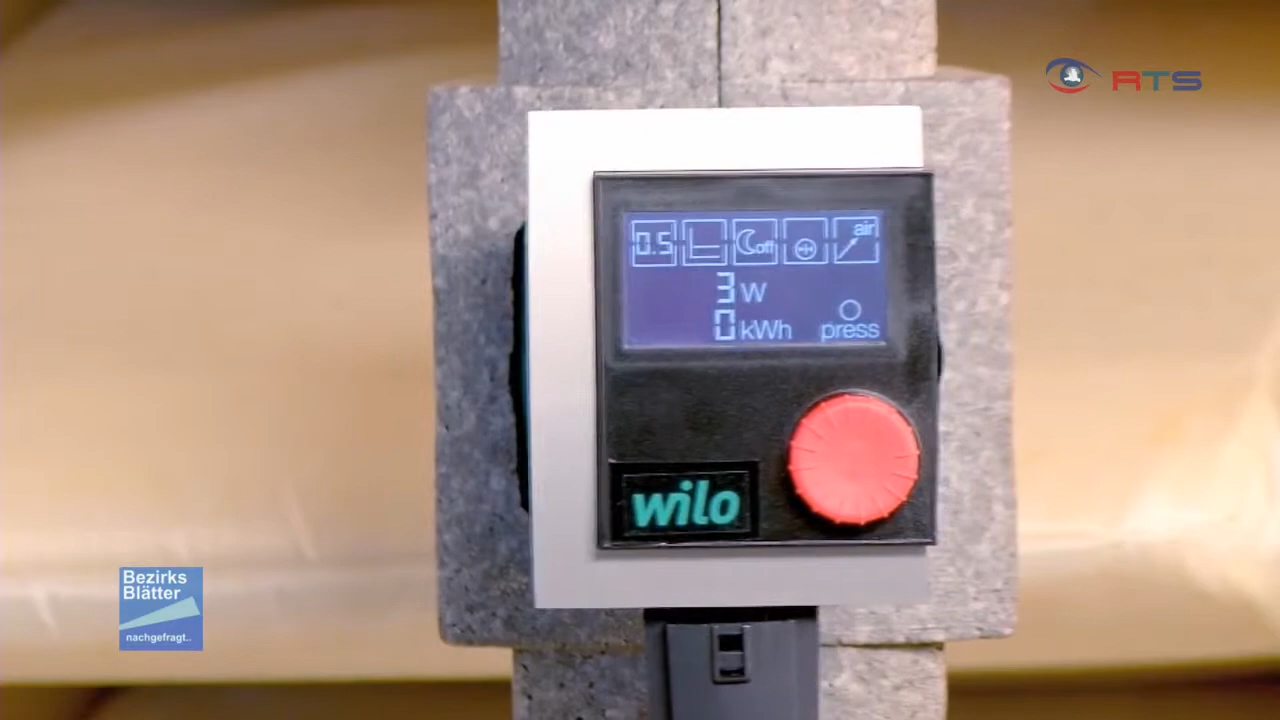 RTS
0.5
off
air
3 W
0 kWh
press
wilo
Bezirks
Blätter
nachgefragt..